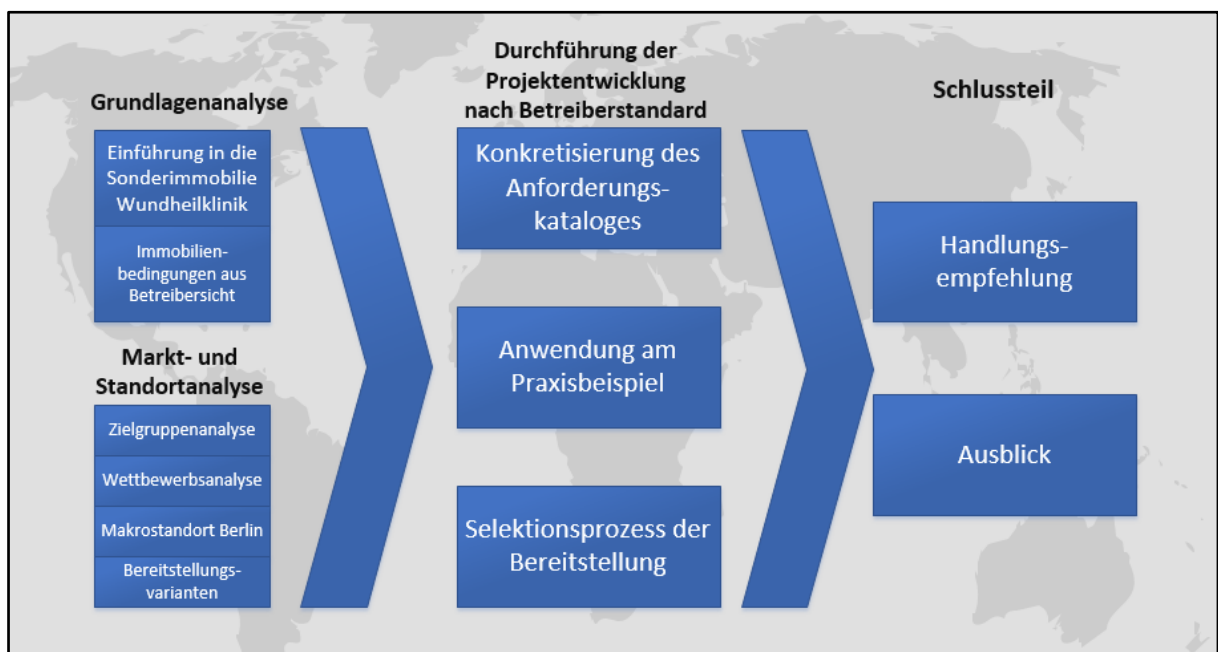 Grundlagenanalyse
Einführung in die
Sonderimmobilie
Wundheilklinik
Immobilien-
bedingungen aus
Betreibersicht
Markt- und
Standortanalyse
Zielgruppenanalyse
Wettbewerbsanalyse
Makrostandort Berlin
Bereitstellungs-
varianten
Durchführung der
Projektentwicklung
nach Betreiberstandard
Konkretisierung des
Anforderungs-
kataloges
Anwendung am
Praxisbeispiel
Selektionsprozess der
Bereitstellung
Schlussteil
Handlungs-
empfehlung
Ausblick